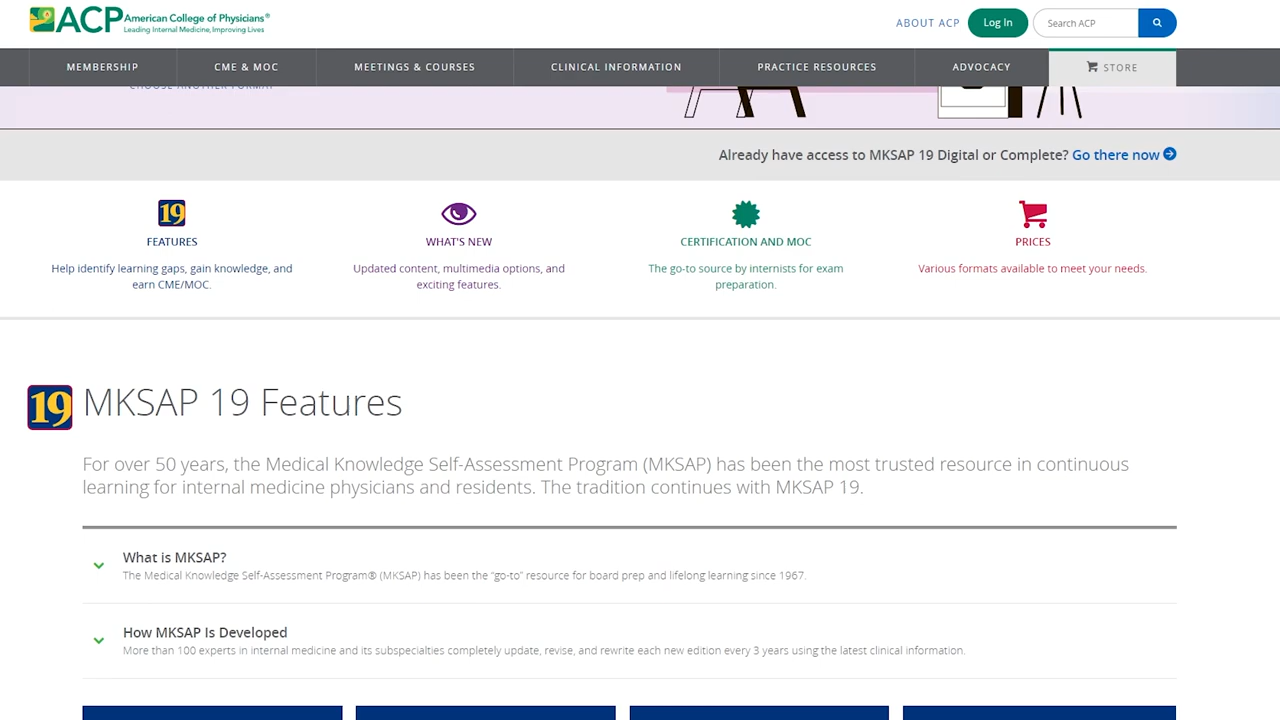 ACP American College of Physicians®
Leading Internal Medicine, Improving Lives
ABOUT ACP
Log In
Search ACP
MEMBERSHIP
CME & MOC
MEETINGS & COURSES
CLINICAL INFORMATION
PRACTICE RESOURCES
ADVOCACY
STORE
CHOOSE ANOTHER FORMAT
Already have access to MKSAP 19 Digital or Complete? Go there now
19
FEATURES
Help identify learning gaps, gain knowledge, and
earn CME/MOC.
WHAT'S NEW
Updated content, multimedia options, and
exciting features.
CERTIFICATION AND MOC
The go-to source by internists for exam
preparation.
PRICES
Various formats available to meet your needs.
19 MKSAP 19 Features
For over 50 years, the Medical Knowledge Self-Assessment Program (MKSAP) has been the most trusted resource in continuous
learning for internal medicine physicians and residents. The tradition continues with MKSAP 19.
What is MKSAP?
The Medical Knowledge Self-Assessment Program® (MKSAP) has been the “go-to” resource for board prep and lifelong learning since 1967.
How MKSAP Is Developed
More than 100 experts in internal medicine and its subspecialties completely update, revise, and rewrite each new edition every 3 years using the latest clinical information.